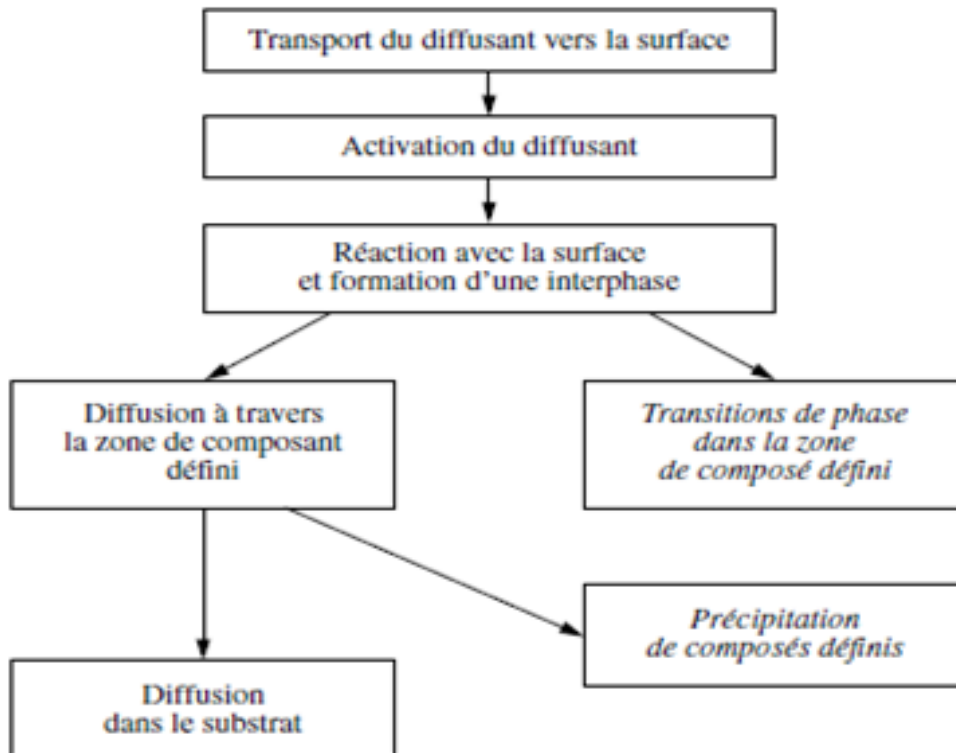 Transport du diffusant vers la surface
Activation du diffusant
Réaction avec la surface
et formation d'une interphase
Diffusion à travers
la zone de composant
défini
Transitions de phase
dans la zone
de composé défini
Précipitation
de composés définis
Diffusion
dans le substrat